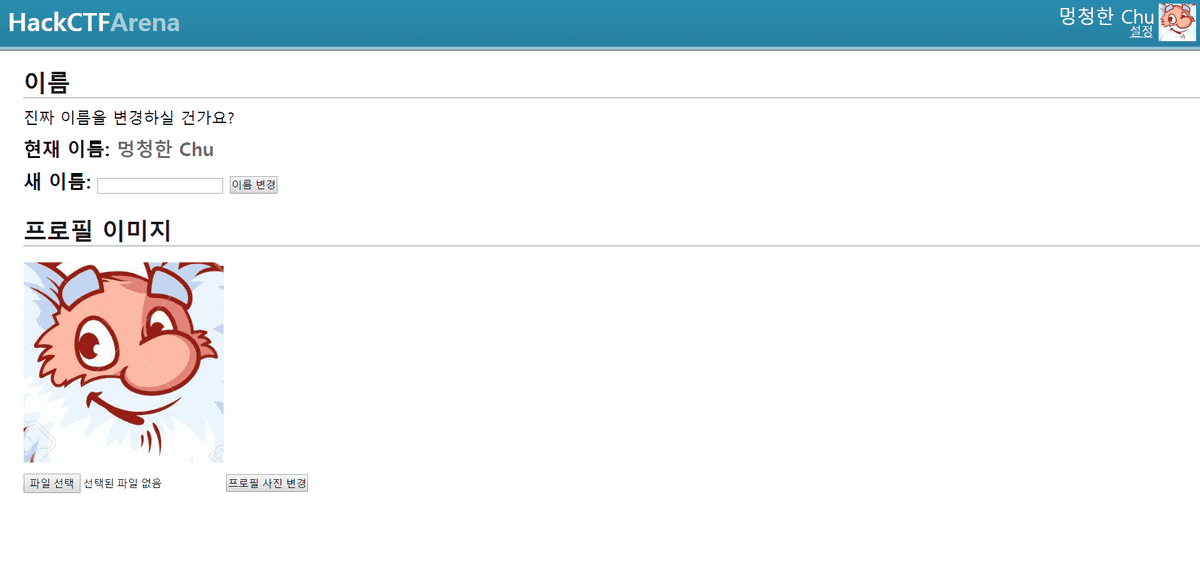 HackCTFArena
멍청한 Chu
설정
이름
진짜 이름을 변경하실 건가요?
현재 이름: 멍청한 Chu
새 이름: 이름 변경
프로필 이미지
파일 선택 선택된 파일 없음 프로필 사진 변경